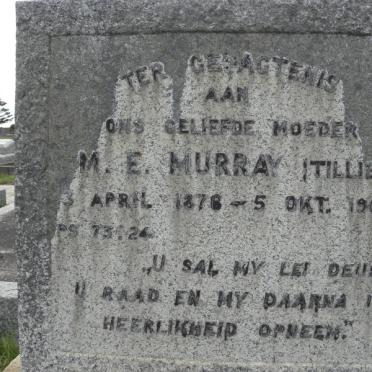 TER GEDAGTENIS
AAN
ONS GELIEFDE MOEDER
M. E. MURRAY (TILLIE
APRIL 1876 – 5 OKT. 19
PS 73:24
„U SAL MY LEI DEUR
U RAAD EN MY DAARNA I
HEERLIKHEID OPNEEM."